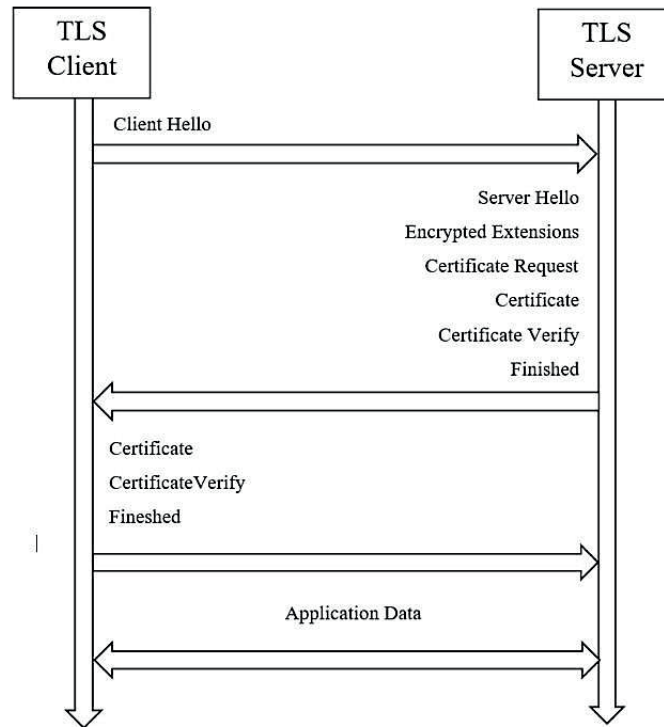 TLS
Client
TLS
Server
Client Hello
Server Hello
Encrypted Extensions
Certificate Request
Certificate
Certificate Verify
Finished
Certificate
CertificateVerify
Fineshed
Application Data